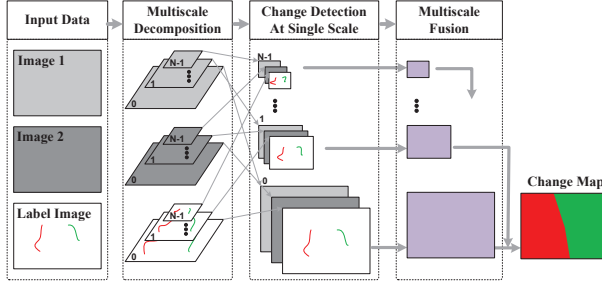 Input Data
Multiscale
Decomposition
Change Detection
At Single Scale
Multiscale
Fusion
Image 1
N-1
1
0
Image 2
N-1
1
0
Label Image
N-1
1
0
N-1
1
0
Change Map